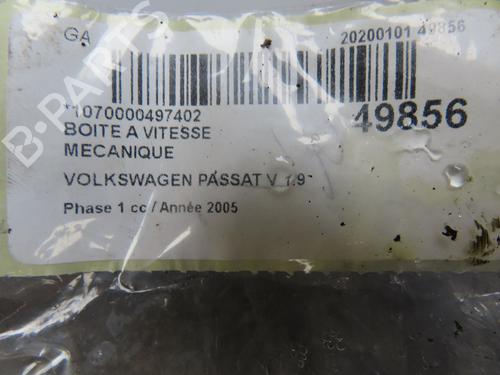 GA 20200101 49856
*1070000497402 49856
BOITE A VITESSE
MECANIQUE
VOLKSWAGEN PASSAT V 1.9
Phase 1 cc / Année 2005
B-PARTS